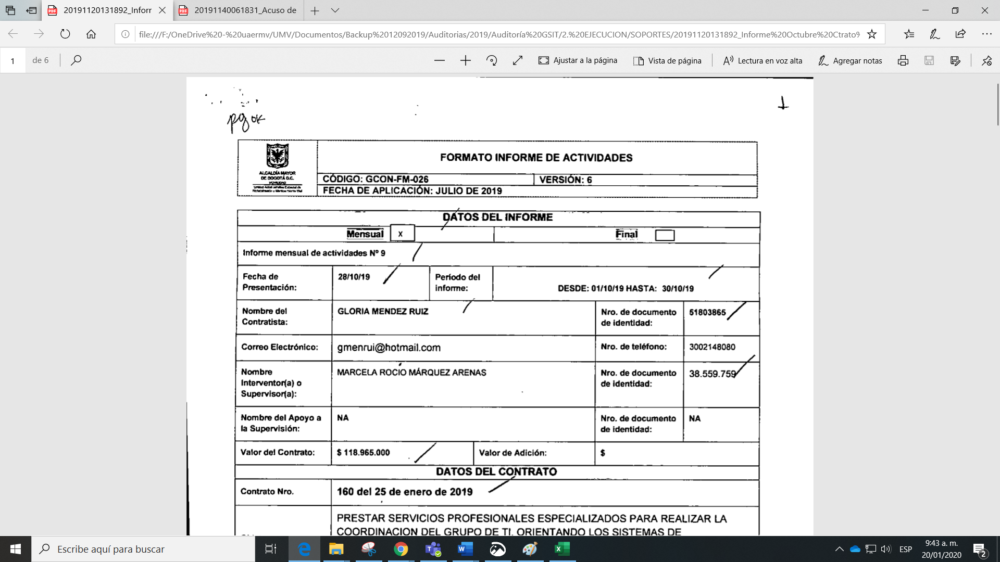 20191120131892_Inforr
20191140061831_Acuso de
file:///F:/OneDrive%20-%20uaermv/UMV/Documentos/Backup%2012092019/Auditorias/2019/Auditoría%20GSIT/2.%20EJECUCION/SOPORTES/20191120131892_Informe%20Octubre%20Ctrato%
1 de 6
Ajustar a la página
Vista de página
Lectura en voz alta
Agregar notas
1
pg ok
ALCALDÍA MAYOR
DE BOGOTÁ D.C.
MOVILIDAD
Unidad Administrativa Especial de
Rehabilitación y Mantenimiento Vial
FORMATO INFORME DE ACTIVIDADES
CÓDIGO: GCON-FM-026 VERSIÓN: 6
FECHA DE APLICACIÓN: JULIO DE 2019
DATOS DEL INFORME
Mensual x Final
Informe mensual de actividades Nº 9
Fecha de Presentación: 28/10/19 Período del informe: DESDE: 01/10/19 HASTA: 30/10/19
Nombre del Contratista: GLORIA MENDEZ RUIZ Nro. de documento de identidad: 51803865
Correo Electrónico: gmenrui@hotmail.com Nro. de teléfono: 3002148080
Nombre Interventor(a) o Supervisor(a): MARCELA ROCIO MÁRQUEZ ARENAS Nro. de documento de identidad: 38.559.759
Nombre del Apoyo a la Supervisión: NA Nro. de documento de identidad: NA
Valor del Contrato: $ 118.965.000 Valor de Adición: $
DATOS DEL CONTRATO
Contrato Nro. 160 del 25 de enero de 2019
PRESTAR SERVICIOS PROFESIONALES ESPECIALIZADOS PARA REALIZAR LA
COORDINACION DEL GRUPO DE TI, ORIENTANDO LOS SISTEMAS DE
Escribe aquí para buscar
ESP
9:43 a. m.
20/01/2020
2